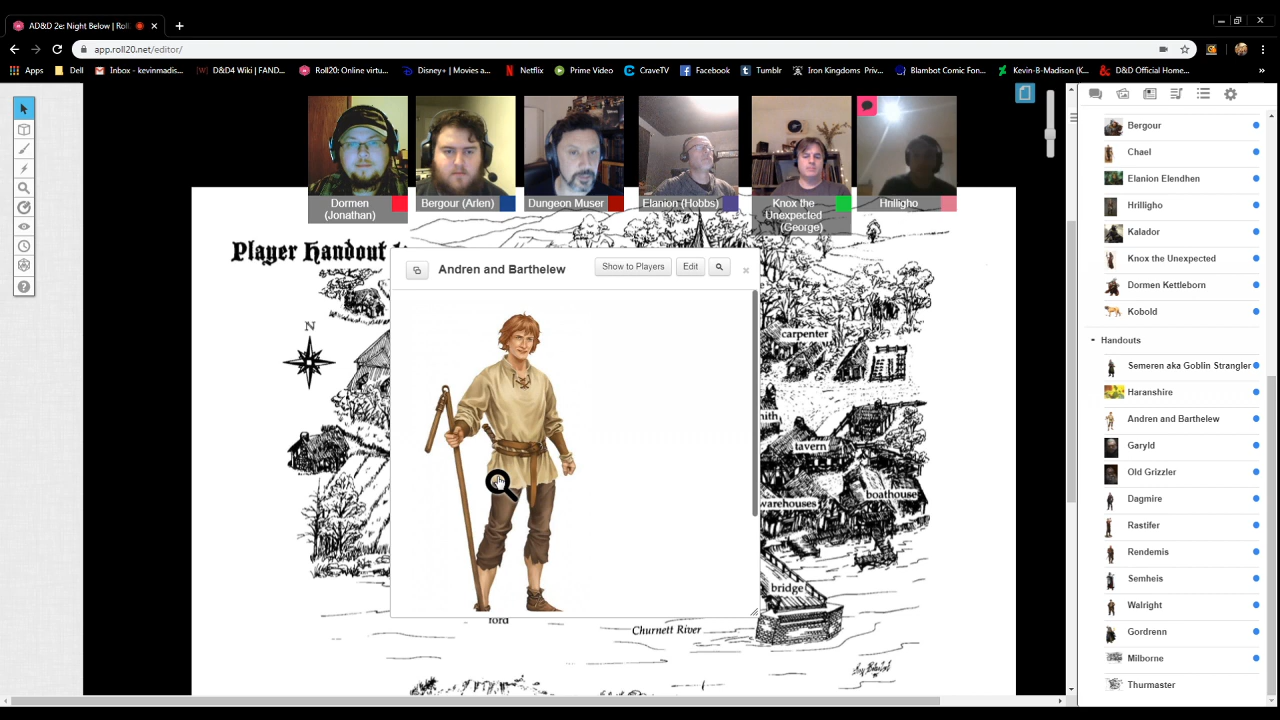 AD&D 2e: Night Below | Roll
app.roll20.net/editor/
Apps
Dell
Inbox - kevinmadis...
D&D4 Wiki | FAND...
Roll20: Online virtu...
Disney+ | Movies a...
Netflix
Prime Video
CraveTV
Facebook
Tumblr
Iron Kingdoms Priv...
Blambot Comic Fon...
Kevin-B-Madison (K...
D&D Official Home...
Dormen
(Jonathan)
Bergour (Arlen)
Dungeon Muser
Elanion (Hobbs)
Knox the
Unexpected
(George)
Hriligho
Player Handout
N
Andren and Barthelew
Show to Players
Edit
carpenter
tavern
boathouse
warehouses
bridge
ford
Churnett River
Bergour
Chael
Elanion Elendhen
Hrilligho
Kalador
Knox the Unexpected
Dormen Kettleborn
Kobold
Handouts
Semeren aka Goblin Strangler
Haranshire
Andren and Barthelew
Garyld
Old Grizzler
Dagmire
Rastifer
Rendemis
Semheis
Walright
Gordrenn
Milborne
Thurmaster